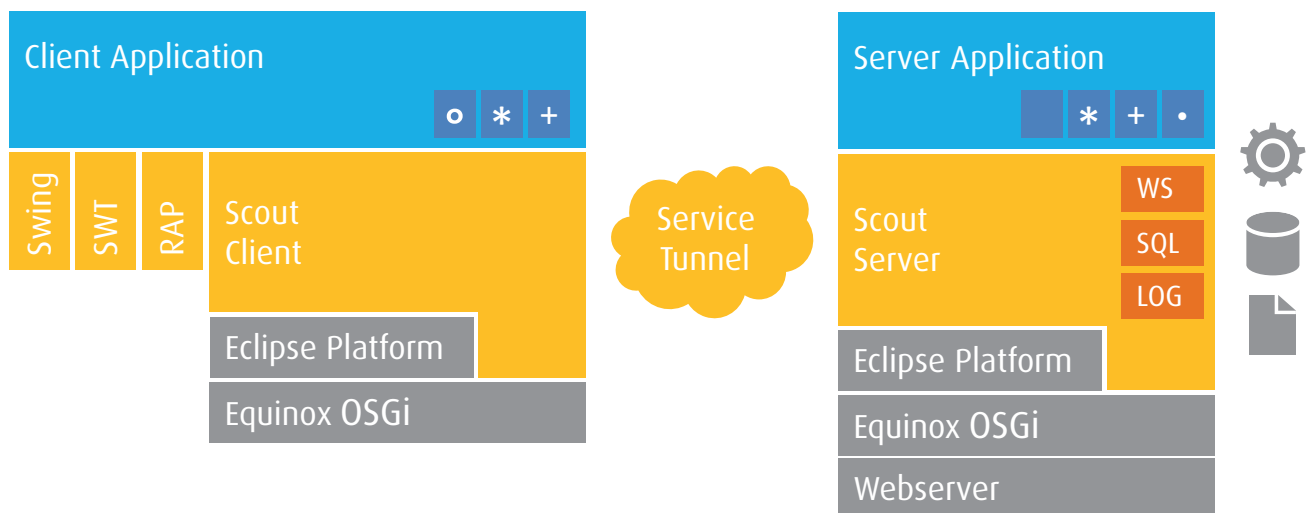 Client Application
o * +
Swing
SWT
RAP
Scout
Client
Eclipse Platform
Equinox OSGi
Service
Tunnel
Server Application
* + •
Scout
Server
WS
SQL
LOG
Eclipse Platform
Equinox OSGi
Webserver